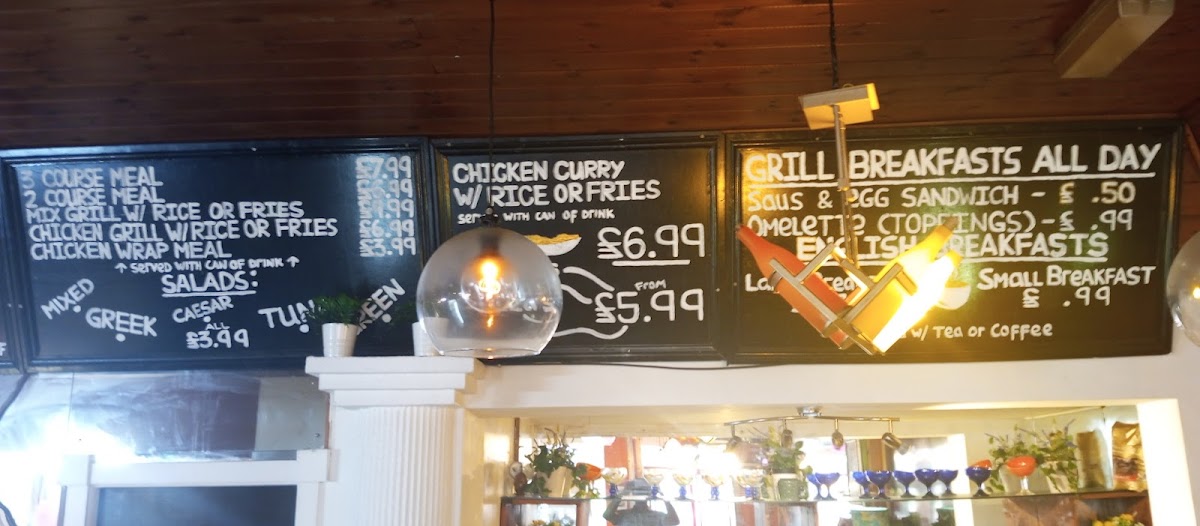 3 COURSE MEAL £7.99
2 COURSE MEAL
MIX GRILL W/ RICE OR FRIES
CHICKEN GRILL W/ RICE OR FRIES £6.99
CHICKEN WRAP MEAL £3.99
↑ SERVED WITH CAN OF DRINK ↑
SALADS:
MIXED
GREEK
CAESAR
ALL
£3.99
CHICKEN CURRY
W/ RICE OR FRIES
WITH CAN OF DRINK
£6.99
FROM
£5.99
GRILL BREAKFASTS ALL DAY
SAUS & EGG SANDWICH - £ .50
OMELETTE (TOPPINGS) - £ .99
ENGLISH BREAKFASTS
SMALL BREAKFAST
£ .99
W/ TEA OR COFFEE